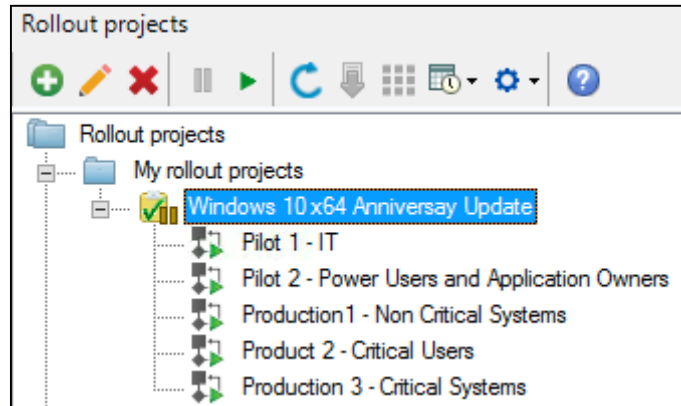 Rollout projects
Rollout projects
My rollout projects
Windows 10 x64 Anniversay Update
Pilot 1 - IT
Pilot 2 - Power Users and Application Owners
Production1 - Non Critical Systems
Product 2 - Critical Users
Production 3 - Critical Systems